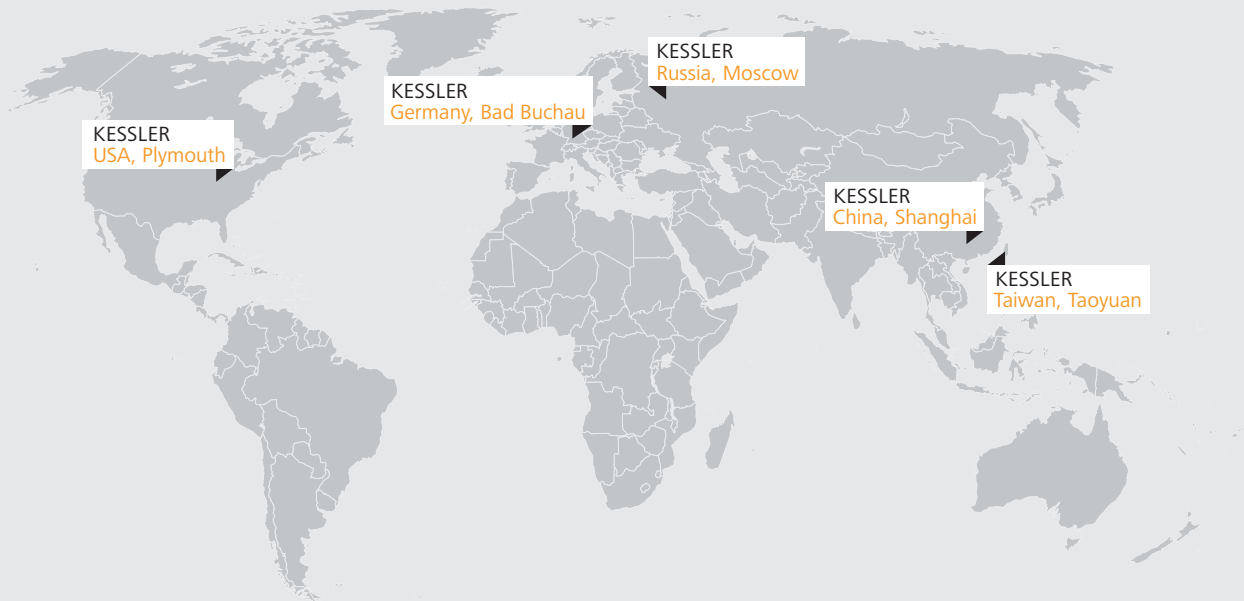 KESSLER
Russia, Moscow
KESSLER
Germany, Bad Buchau
KESSLER
USA, Plymouth
KESSLER
China, Shanghai
KESSLER
Taiwan, Taoyuan